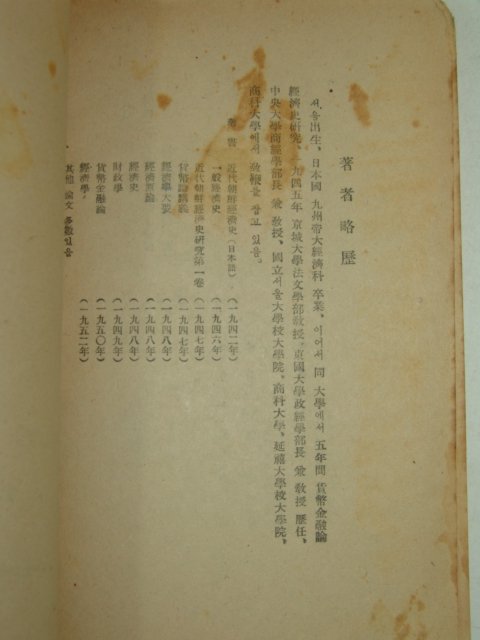 著者略歷
서울出生、日本國 九州帝大經濟科 卒業、이어서 同 大學에서 五年間 貨幣金融論
經濟史研究、一九四五年 京城大學法文學部敎授、東國大學政經學部長 兼 敎授 歷任、
中央大學商經學部長 兼 敎授、國立서울大學校大學院、商科大學、延禧大學校大學院、
商科大學에서 敎鞭을 잡고 있음。
著書
近代朝鮮經濟史(日本語) (一九四二年)
一般經濟史 (一九四六年)
近代朝鮮經濟史研究第一卷 (一九四七年)
貨幣論講義 (一九四七年)
經濟學大要 (一九四八年)
經濟原論 (一九四八年)
經濟史 (一九四八年)
財政學 (一九四九年)
貨幣金融論 (一九五〇年)
經濟學 (一九五二年)
其他 論文 多數있음